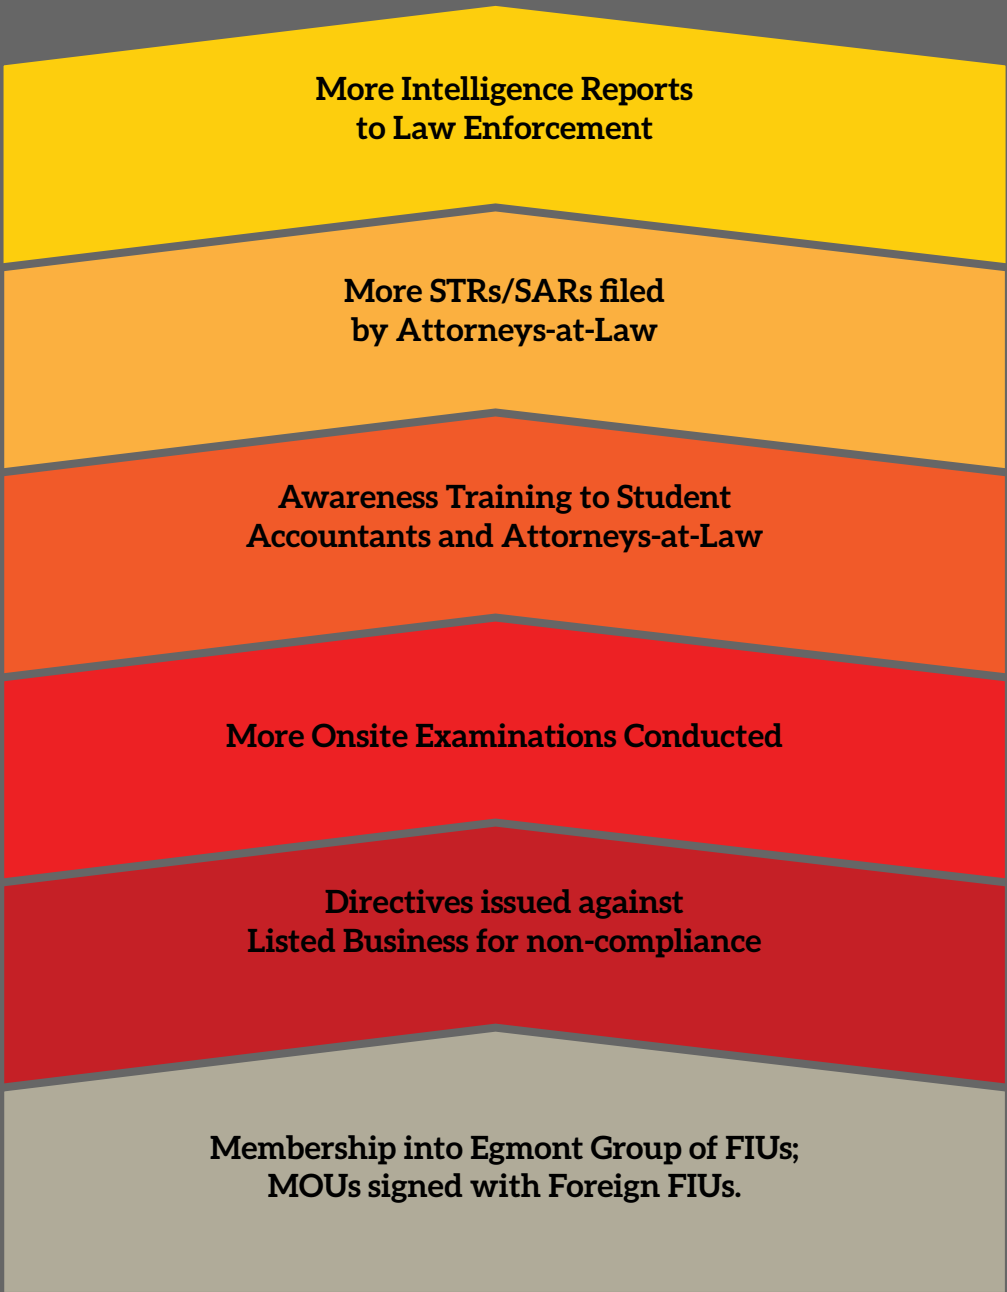 More Intelligence Reports
to Law Enforcement
More STRs/SARs filed
by Attorneys-at-Law
Awareness Training to Student
Accountants and Attorneys-at-Law
More Onsite Examinations Conducted
Directives issued against
Listed Business for non-compliance
Membership into Egmont Group of FIUs;
MOUs signed with Foreign FIUs.